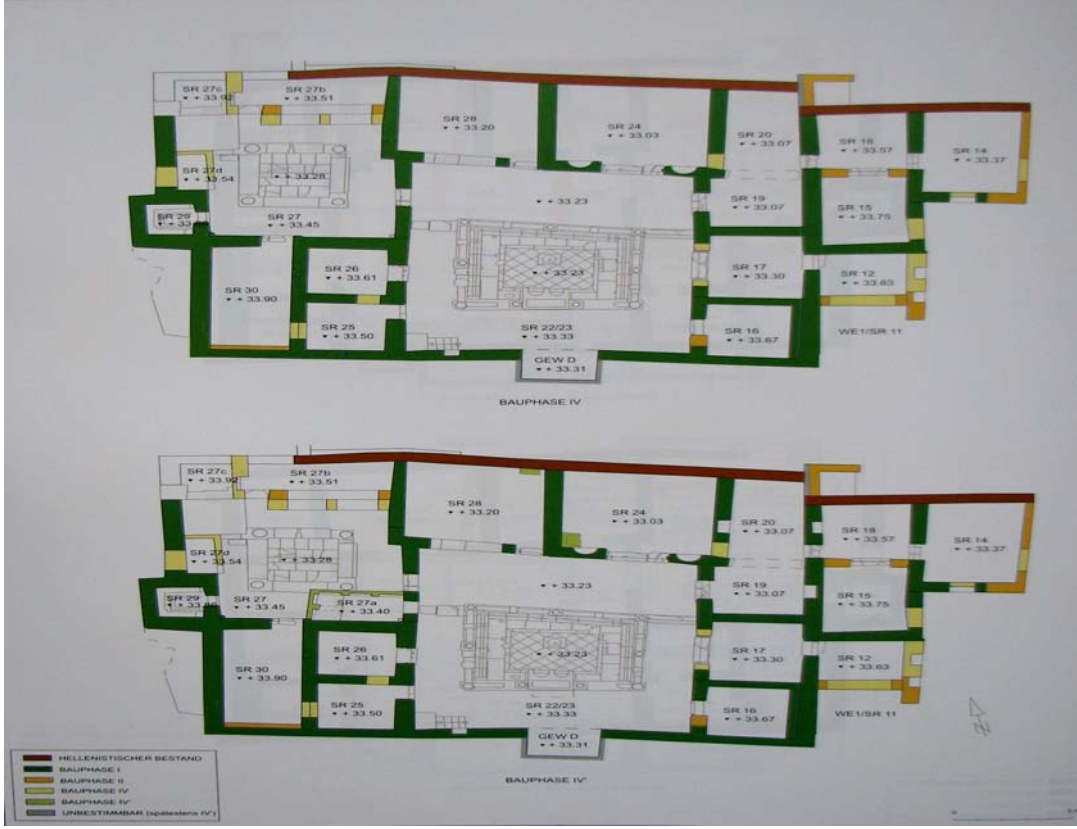 SR 27c
+ 33.92
SR 27b
+ 33.51
SR 28
+ 33.20
SR 24
+ 33.03
SR 20
+ 33.07
SR 18
+ 33.57
SR 14
+ 33.37
SR 27d
+ 33.54
+ 33.28
SR 29
SR 27
+ 33.45
+ 33.23
SR 19
+ 33.07
SR 15
+ 33.75
SR 26
+ 33.61
+ 33.23
SR 17
+ 33.30
SR 12
+ 33.63
SR 30
+ 33.90
SR 25
+ 33.50
SR 22/23
+ 33.33
SR 16
+ 33.67
WE1/SR 11
GEW D
+ 33.31
BAUPHASE IV
SR 27c
+ 33.92
SR 27b
+ 33.51
SR 28
+ 33.20
SR 24
+ 33.03
SR 20
+ 33.07
SR 18
+ 33.57
SR 14
+ 33.37
SR 27d
+ 33.54
+ 33.28
+ 33.23
SR 29
SR 27
+ 33.45
SR 27a
+ 33.40
SR 19
+ 33.07
SR 15
+ 33.75
SR 26
+ 33.61
+ 33.23
SR 17
+ 33.30
SR 12
+ 33.63
SR 30
+ 33.90
SR 25
+ 33.50
SR 22/23
+ 33.33
SR 16
+ 33.67
WE1/SR 11
GEW D
+ 33.31
BAUPHASE IV'
HELLENISTISCHER BESTAND
BAUPHASE I
BAUPHASE II
BAUPHASE IV
BAUPHASE IV'
UNBESTIMMBAR (spätestens IV')
N